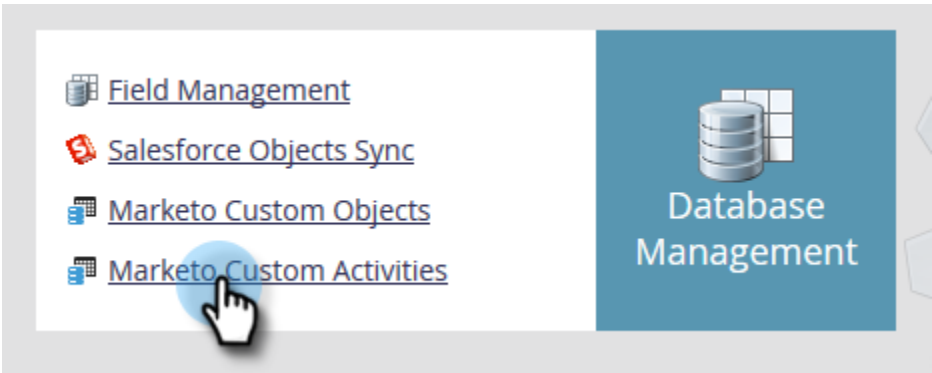 Field Management
Salesforce Objects Sync
Marketo Custom Objects
Marketo Custom Activities
Database
Management